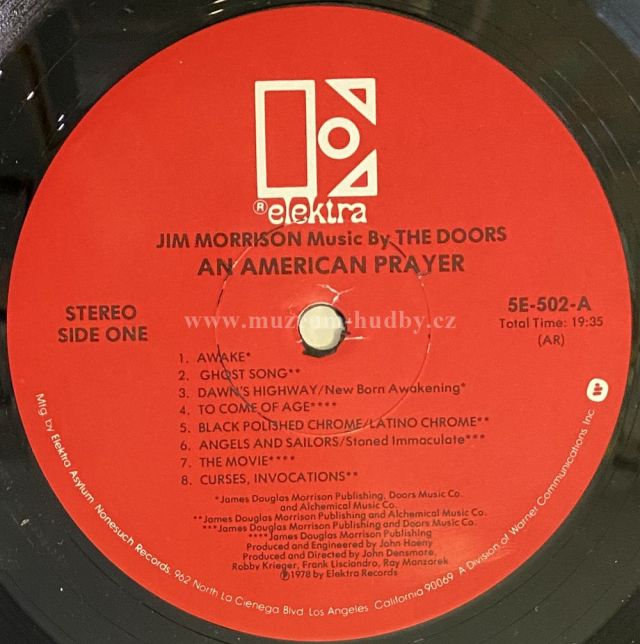 ® elektra
JIM MORRISON Music By THE DOORS
AN AMERICAN PRAYER
STEREO
SIDE ONE
5E-502-A
Total Time: 19:35
(AR)
www.muzeum-hudby.cz
1. AWAKE*
2. GHOST SONG**
3. DAWN'S HIGHWAY/New Born Awakening*
4. TO COME OF AGE****
5. BLACK POLISHED CHROME/LATINO CHROME**
6. ANGELS AND SAILORS/Stoned Immaculate***
7. THE MOVIE****
8. CURSES, INVOCATIONS**
*James Douglas Morrison Publishing, Doors Music Co.
and Alchemical Music Co.
**James Douglas Morrison Publishing and Alchemical Music Co.
***James Douglas Morrison Publishing and Doors Music Co.
****James Douglas Morrison Publishing
Produced and Engineered by John Haeny
Produced and Directed by John Densmore,
Robby Krieger, Frank Lisciandro, Ray Manzarek
℗1978 by Elektra Records
Mfg. by Elektra Asylum Nonesuch Records, 962 North La Cienega Blvd. Los Angeles, California 90069 A Division of Warner Communications Inc.